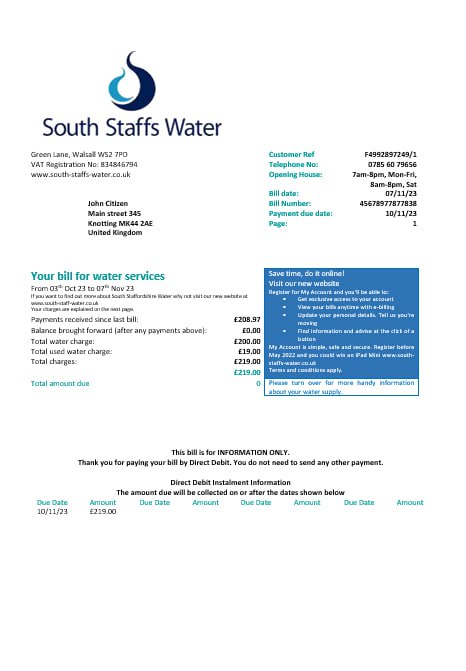 South Staffs Water
Green Lane, Walsall WS2 7PD
VAT Registration No: 834846794
www.south-staffs-water.co.uk
Customer Ref F4992897249/1
Telephone No: 0785 60 79656
Opening House: 7am-8pm, Mon-Fri,
8am-8pm, Sat
Bill date: 07/11/23
Bill Number: 45678977877838
Payment due date: 10/11/23
Page: 1
John Citizen
Main street 345
Knotting MK44 2AE
United Kingdom
Your bill for water services
From 03th Oct 23 to 07th Nov 23
If you want to find out more about South Staffordshire Water why not visit our new website at
www.south-staff-water.co.uk
Your charges are explained on the next page.
Payments received since last bill: £208.97
Balance brought forward (after any payments above): £0.00
Total water charge: £200.00
Total used water charge: £19.00
Total charges: £219.00
£219.00
Total amount due 0
Save time, do it online!
Visit our new website
Register for My Account and you'll be able to:
• Get exclusive access to your account
• View your bills anytime with e-billing
• Update your personal details. Tell us you're
moving
• Find information and advice at the click of a
button
My Account is simple, safe and secure. Register before
May 2022 and you could win an iPad Mini www.south-
staffs-water.co.uk
Terms and conditions apply.
Please turn over for more handy information
about your water supply.
This bill is for INFORMATION ONLY.
Thank you for paying your bill by Direct Debit. You do not need to send any other payment.
Direct Debit Instalment Information
The amount due will be collected on or after the dates shown below
Due Date Amount Due Date Amount Due Date Amount Due Date Amount
10/11/23 £219.00